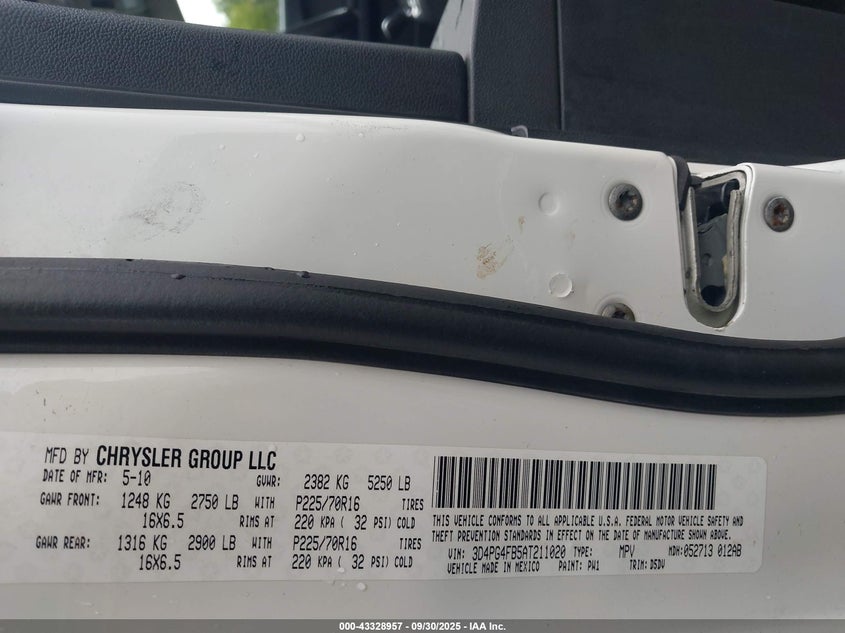 MFD BY CHRYSLER GROUP LLC
DATE OF MFR: 5-10 GVWR: 2382 KG 5250 LB
GAWR FRONT: 1248 KG 2750 LB WITH P225/70R16 TIRES
16X6.5 RIMS AT 220 KPA ( 32 PSI) COLD
GAWR REAR: 1316 KG 2900 LB WITH P225/70R16 TIRES
16X6.5 RIMS AT 220 KPA ( 32 PSI) COLD
THIS VEHICLE CONFORMS TO ALL APPLICABLE U.S.A. FEDERAL MOTOR VEHICLE SAFETY AND
THEFT PREVENTION STANDARDS IN EFFECT ON THE DATE OF MANUFACTURE SHOWN ABOVE.
VIN: 3D4PG4FB5AT211020 TYPE: MPV MDH: 052713 012AB
VEHICLE MADE IN MEXICO PAINT: PW1 TRIM: D5DV
000-43328957 - 09/30/2025 - IAA Inc.